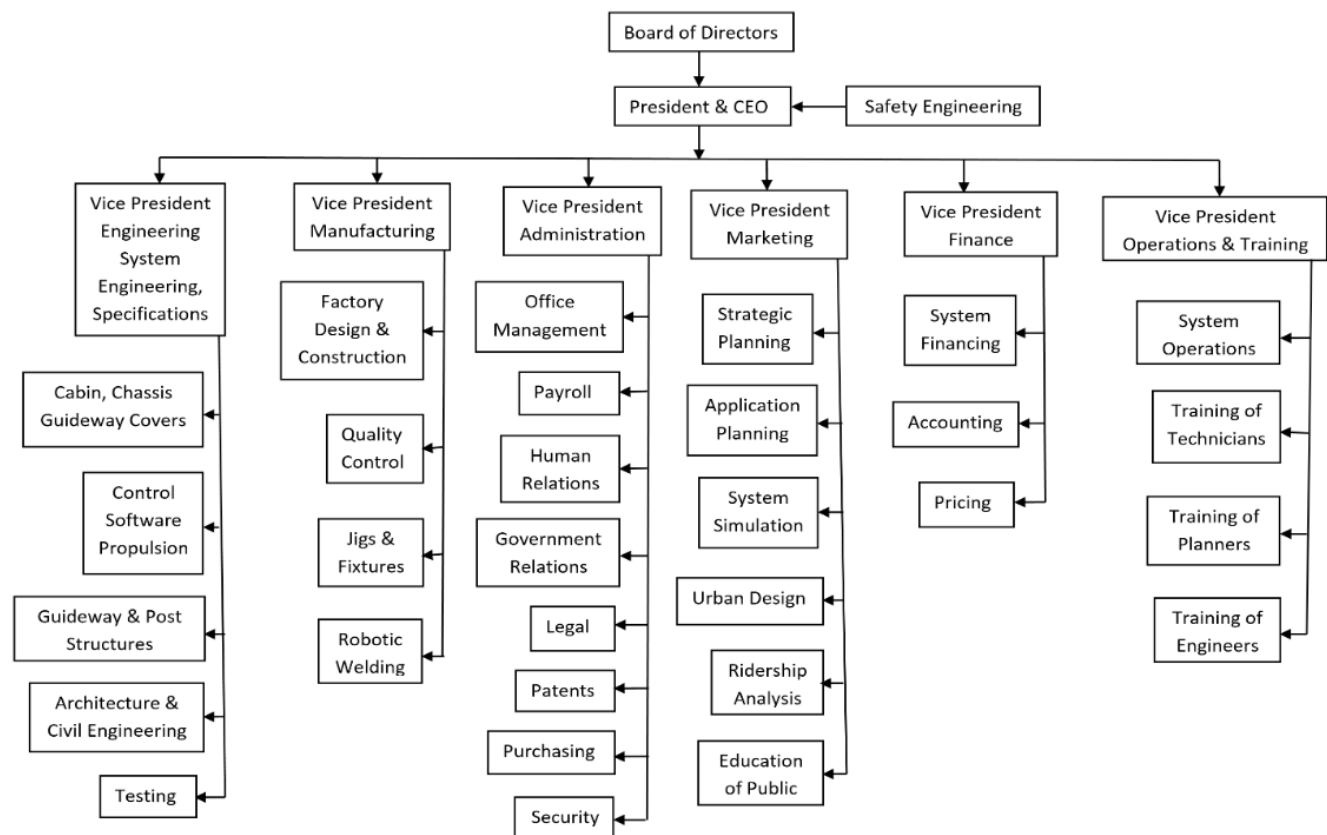 Board of Directors
President & CEO
Safety Engineering
Vice President
Engineering
System
Engineering,
Specifications
Cabin, Chassis
Guideway Covers
Control
Software
Propulsion
Guideway & Post
Structures
Architecture &
Civil Engineering
Testing
Vice President
Manufacturing
Factory
Design &
Construction
Quality
Control
Jigs &
Fixtures
Robotic
Welding
Vice President
Administration
Office
Management
Payroll
Human
Relations
Government
Relations
Legal
Patents
Purchasing
Security
Vice President
Marketing
Strategic
Planning
Application
Planning
System
Simulation
Urban Design
Ridership
Analysis
Education
of Public
Vice President
Finance
System
Financing
Accounting
Pricing
Vice President
Operations & Training
System
Operations
Training of
Technicians
Training of
Planners
Training of
Engineers